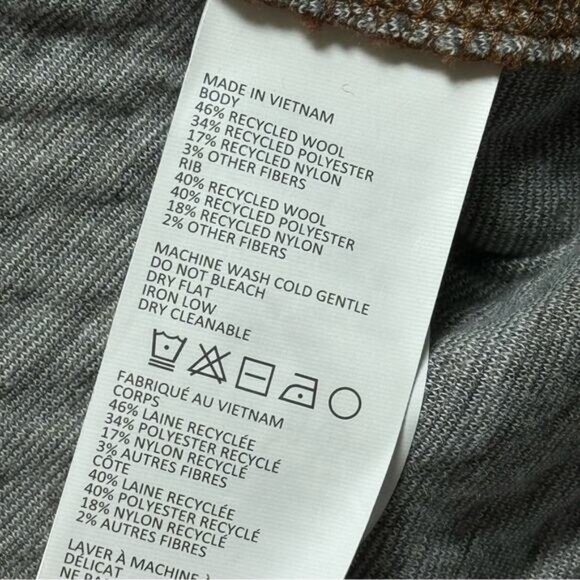 MADE IN VIETNAM
BODY
46% RECYCLED WOOL
34% RECYCLED POLYESTER
17% RECYCLED NYLON
3% OTHER FIBERS
RIB
40% RECYCLED WOOL
40% RECYCLED POLYESTER
18% RECYCLED NYLON
2% OTHER FIBERS
MACHINE WASH COLD GENTLE
DO NOT BLEACH
DRY FLAT
IRON LOW
DRY CLEANABLE
FABRIQUÉ AU VIETNAM
CORPS
46% LAINE RECYCLÉE
34% POLYESTER RECYCLÉ
17% NYLON RECYCLÉ
3% AUTRES FIBRES
CÔTE
40% LAINE RECYCLÉE
40% POLYESTER RECYCLÉ
18% NYLON RECYCLÉ
2% AUTRES FIBRES
LAVER À MACHINE À
DÉLICAT
NE PAS